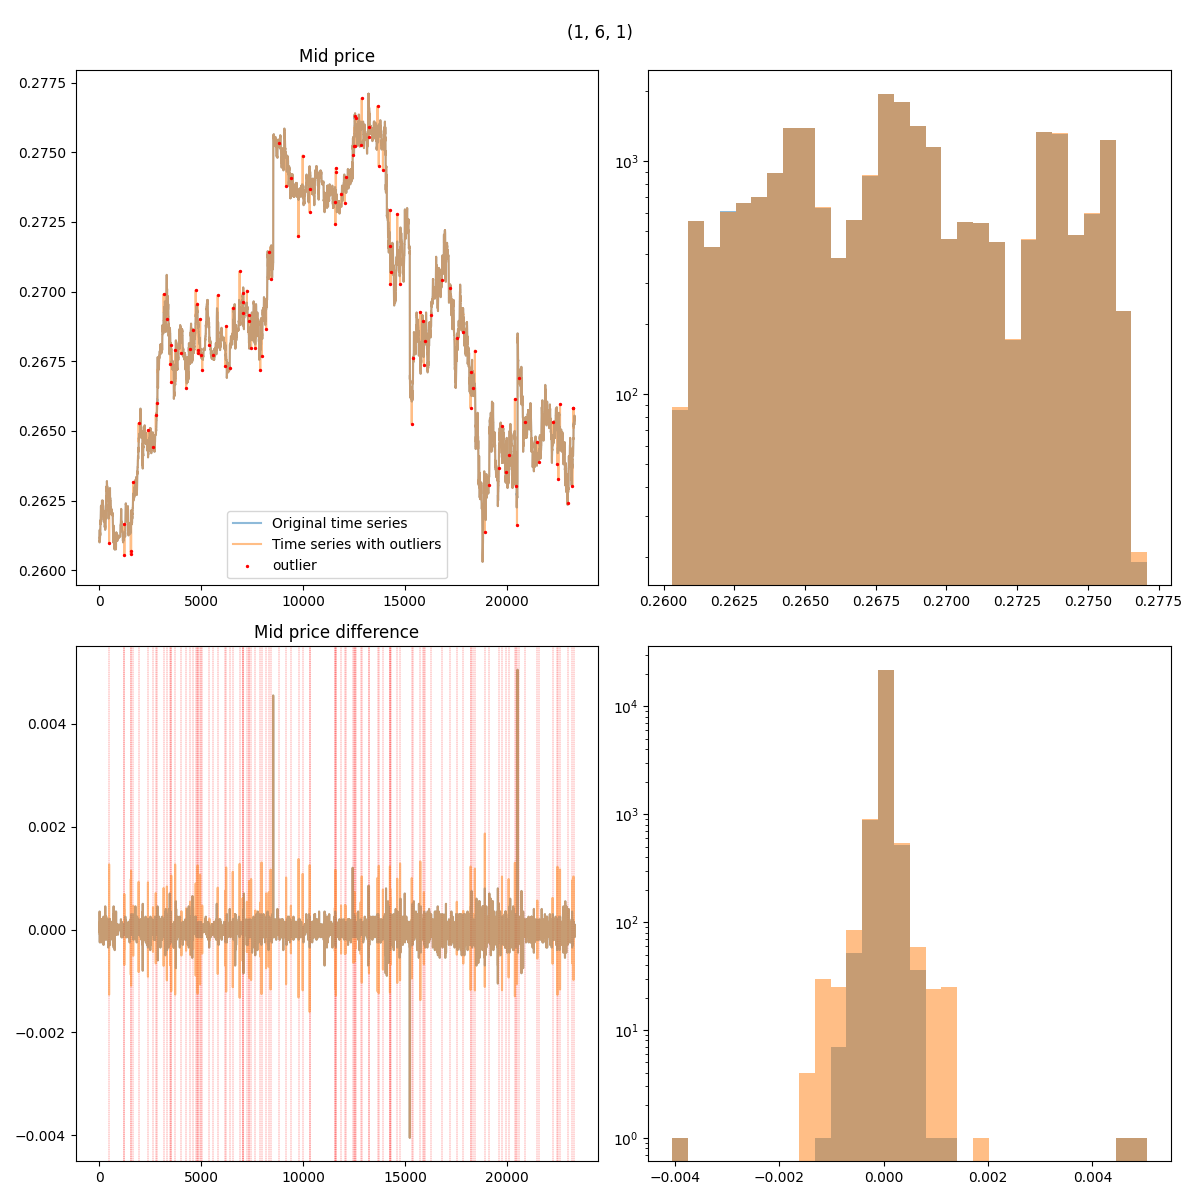 (1, 6, 1)
Mid price
0.2775
0.2750
0.2725
0.2700
0.2675
0.2650
0.2625
0.2600
Original time series
Time series with outliers
outlier
0 5000 10000 15000 20000
10³
10²
0.2600 0.2625 0.2650 0.2675 0.2700 0.2725 0.2750 0.2775
Mid price difference
0.004
0.002
0.000
−0.002
−0.004
0 5000 10000 15000 20000
10⁴
10³
10²
10¹
10⁰
−0.004 −0.002 0.000 0.002 0.004